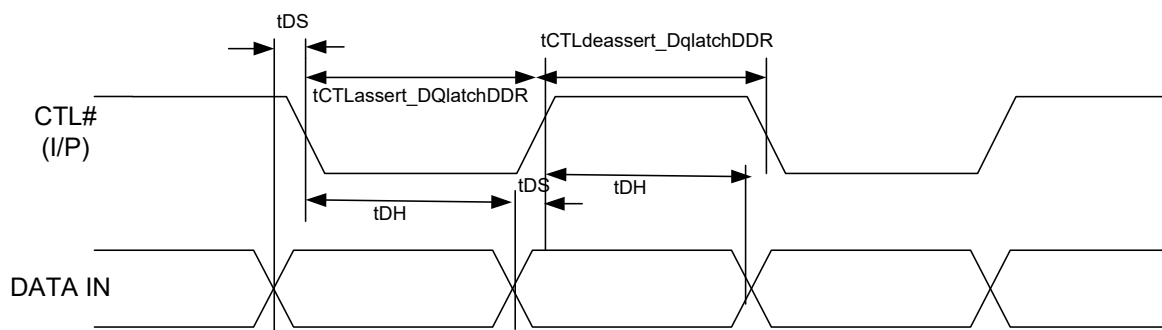 tDS
tCTLdeassert_DqlatchDDR
tCTLassert_DQlatchDDR
CTL#
(I/P)
tDS
tDH
tDH
DATA IN